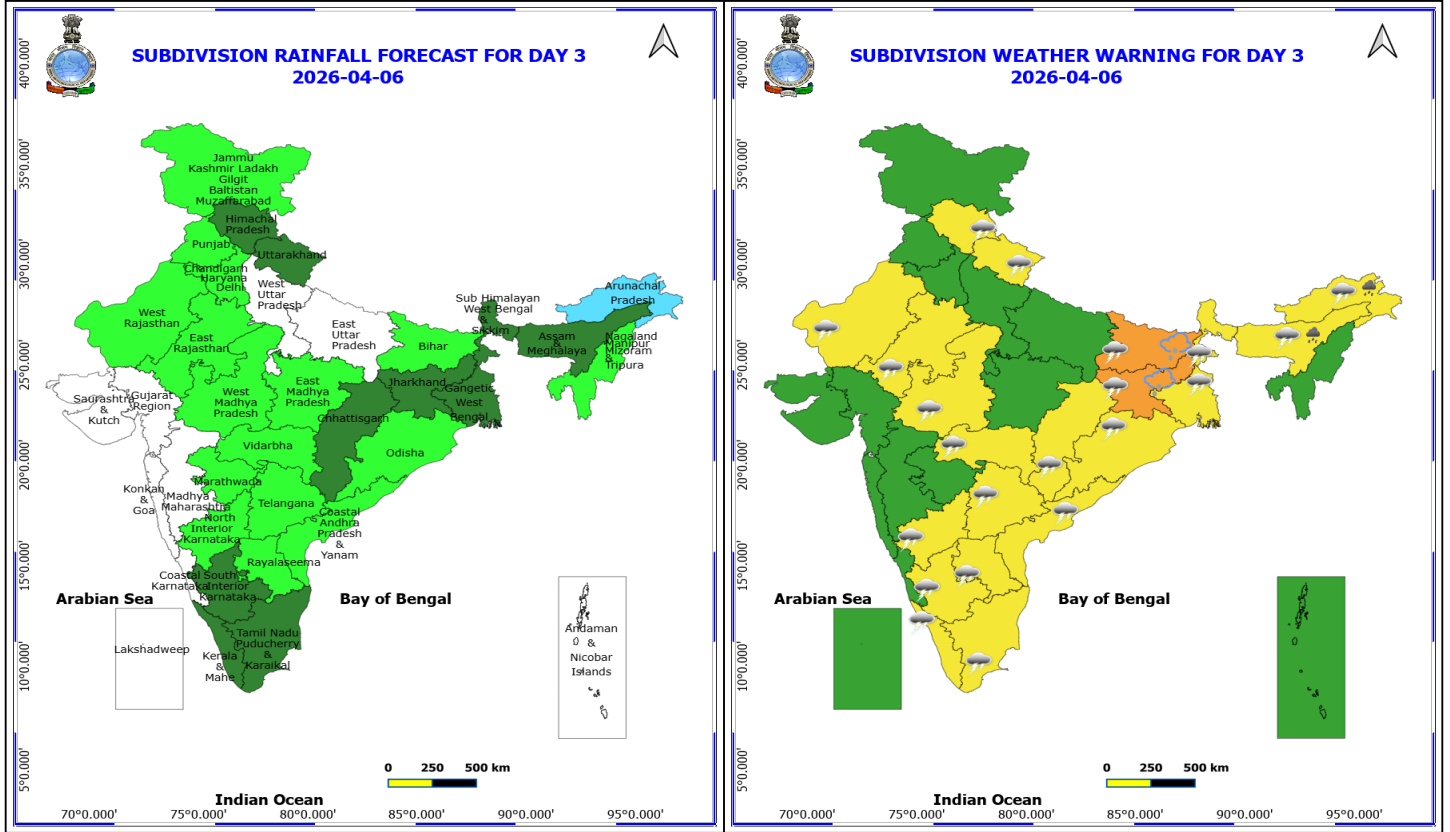 SUBDIVISION RAINFALL FORECAST FOR DAY 3
2026-04-06
40°0.000'
35°0.000'
30°0.000'
25°0.000'
20°0.000'
15°0.000'
10°0.000'
5°0.000'
Jammu
Kashmir Ladakh
Gilgit
Baltistan
Muzaffarabad
Himachal
Pradesh
Punjab
Uttarakhand
Chandigarh
Haryana
Delhi
West
Uttar
Pradesh
East
Uttar
Pradesh
West
Rajasthan
East
Rajasthan
Sub Himalayan
West Bengal
&
Sikkim
Arunachal
Pradesh
Assam
&
Meghalaya
Nagaland
Manipur
Mizoram
&
Tripura
Bihar
Jharkhand
Gangetic
West
Bengal
Saurashtra
&
Kutch
Gujarat
Region
West
Madhya
Pradesh
East
Madhya
Pradesh
Chhattisgarh
Vidarbha
Odisha
Konkan
&
Goa
Madhya
Maharashtra
Marathwada
Telangana
North
Interior
Karnataka
Coastal
Andhra
Pradesh
&
Yanam
Rayalaseema
Coastal
Karnataka
South
Interior
Karnataka
Tamil Nadu
Puducherry
&
Karaikal
Kerala
&
Mahe
Lakshadweep
Andaman
&
Nicobar
Islands
Arabian Sea
Bay of Bengal
Indian Ocean
0 250 500 km
70°0.000' 75°0.000' 80°0.000' 85°0.000' 90°0.000' 95°0.000'
SUBDIVISION WEATHER WARNING FOR DAY 3
2026-04-06
40°0.000'
35°0.000'
30°0.000'
25°0.000'
20°0.000'
15°0.000'
10°0.000'
5°0.000'
Arabian Sea
Bay of Bengal
Indian Ocean
0 250 500 km
70°0.000' 75°0.000' 80°0.000' 85°0.000' 90°0.000' 95°0.000'